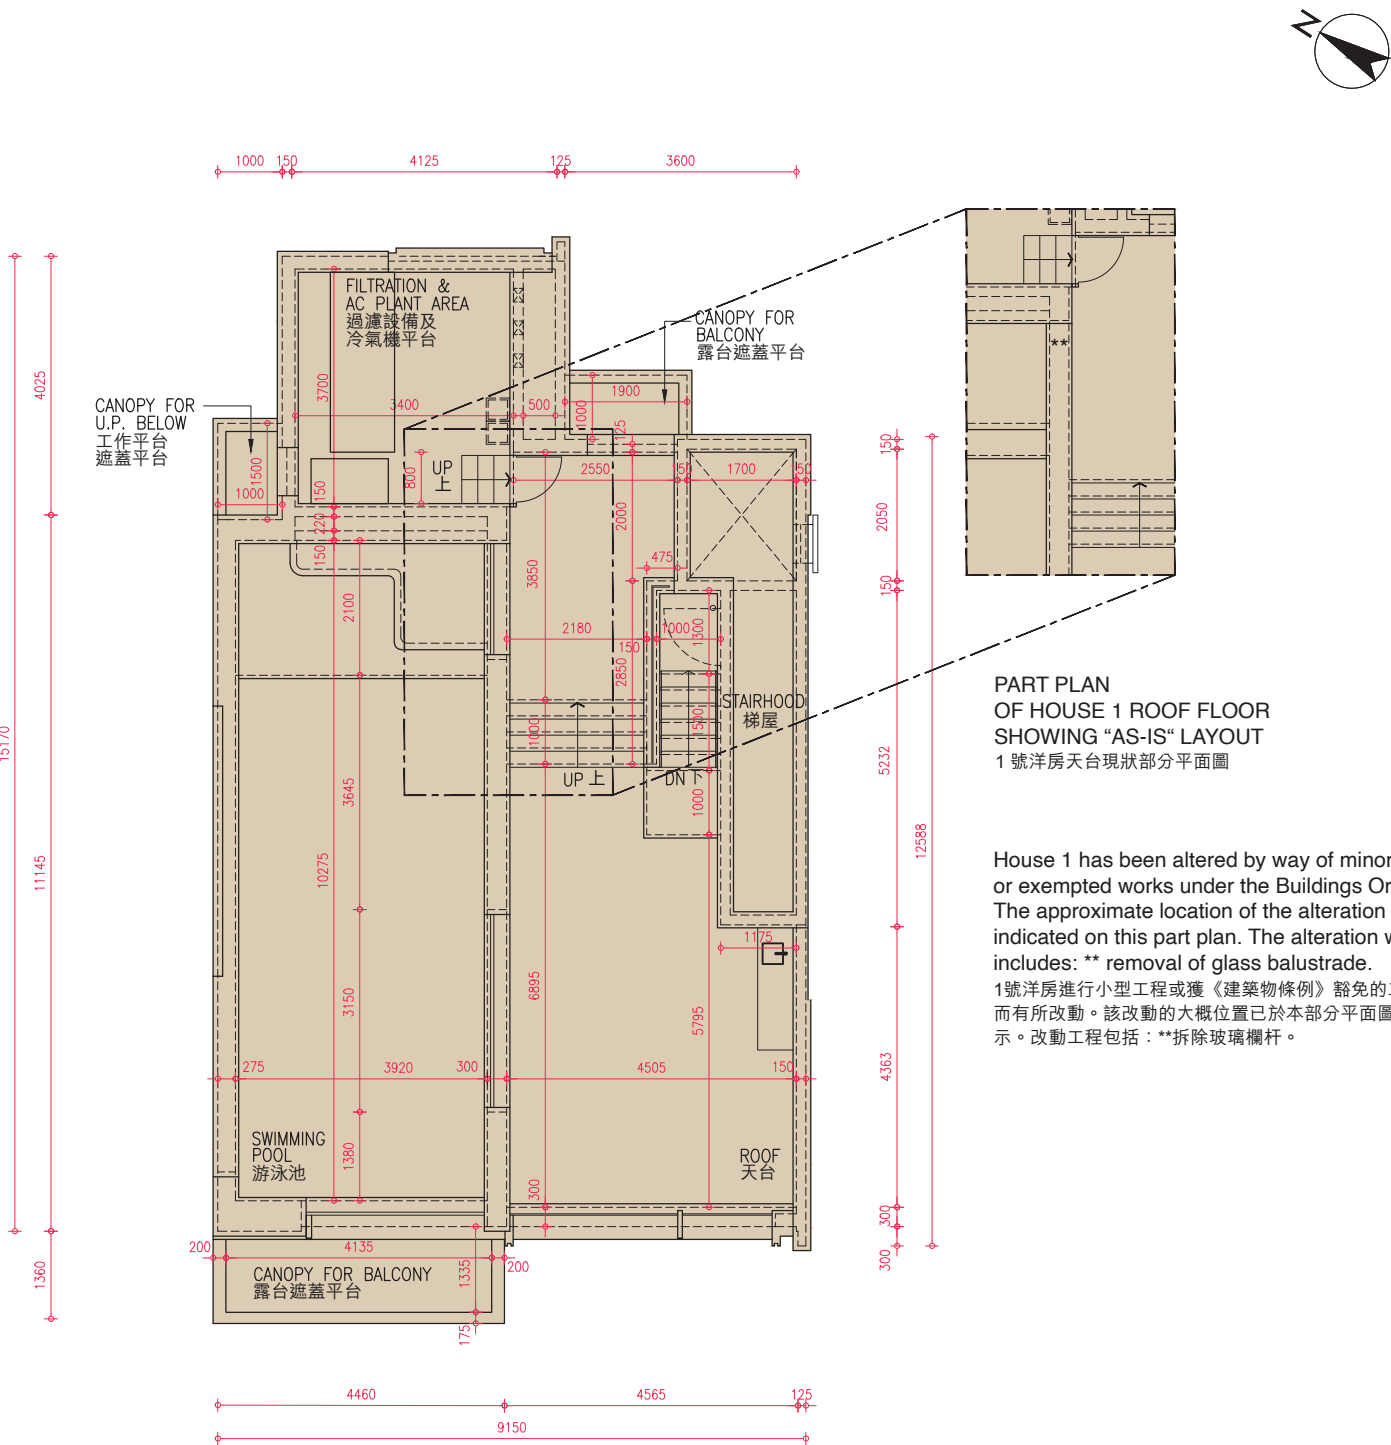 N
1000 150 4125 125 3600
FILTRATION &
AC PLANT AREA
過濾設備及
冷氣機平台
CANOPY FOR
BALCONY
露台遮蓋平台
CANOPY FOR
U.P. BELOW
工作平台
遮蓋平台
4025
3700
3400
500
1900
1000
125
1500
1000
150
220
150
800
UP
上
2550
150
1700
50
2000
475
3850
2180
150
1000
1300
2850
1500
1000
2100
STAIRHOOD
梯屋
UP 上
DN 下
1000
15170
11145
3645
10275
3150
1380
6895
5795
1175
275
3920
300
4505
150
SWIMMING
POOL
游泳池
ROOF
天台
300
150
2050
150
5232
12588
4363
300
300
1360
200
4135
200
1335
175
CANOPY FOR BALCONY
露台遮蓋平台
4460 4565 125
9150
**
PART PLAN
OF HOUSE 1 ROOF FLOOR
SHOWING “AS-IS“ LAYOUT
1 號洋房天台現狀部分平面圖
House 1 has been altered by way of minor
or exempted works under the Buildings Or
The approximate location of the alteration
indicated on this part plan. The alteration w
includes: ** removal of glass balustrade.
1號洋房進行小型工程或獲《建築物條例》豁免的
而有所改動。該改動的大概位置已於本部分平面圖
示。改動工程包括：**拆除玻璃欄杆。